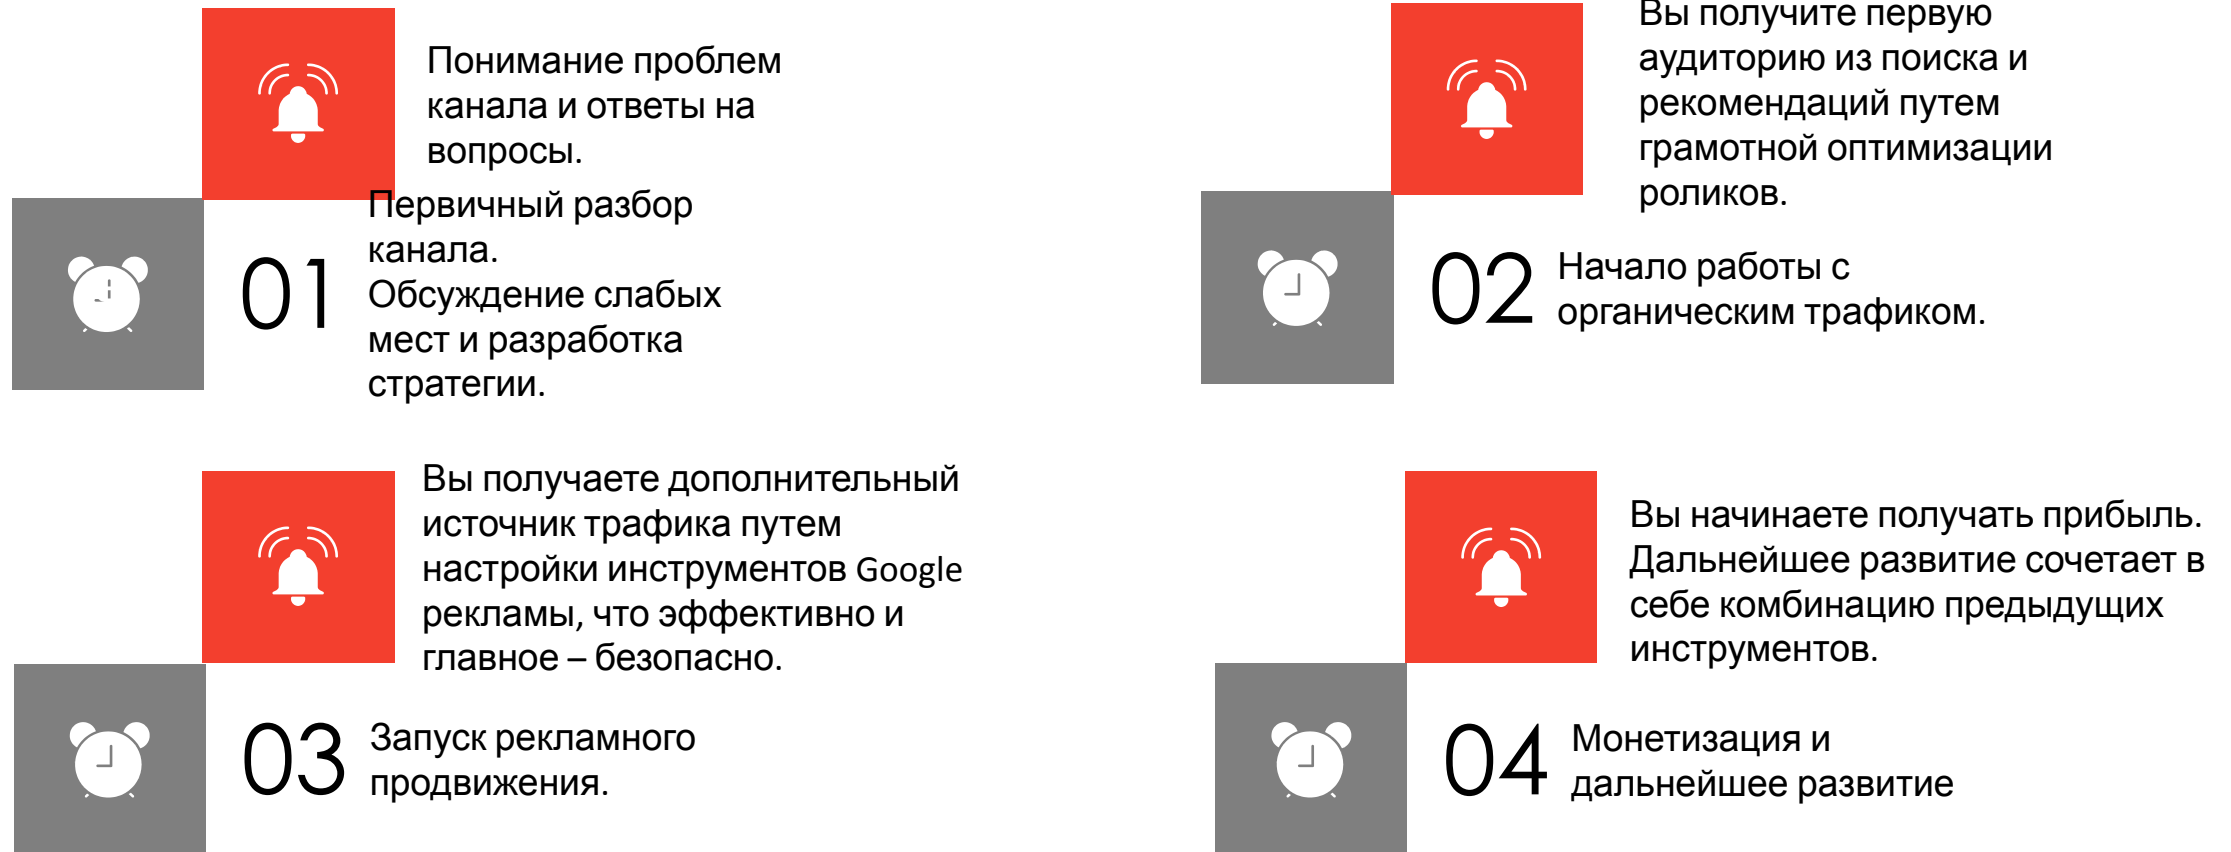 Понимание проблем
канала и ответы на
вопросы.
01
Первичный разбор
канала.
Обсуждение слабых
мест и разработка
стратегии.
Вы получите первую
аудиторию из поиска и
рекомендаций путем
грамотной оптимизации
роликов.
02
Начало работы с
органическим трафиком.
Вы получаете дополнительный
источник трафика путем
настройки инструментов Google
рекламы, что эффективно и
главное – безопасно.
03
Запуск рекламного
продвижения.
Вы начинаете получать прибыль.
Дальнейшее развитие сочетает в
себе комбинацию предыдущих
инструментов.
04
Монетизация и
дальнейшее развитие